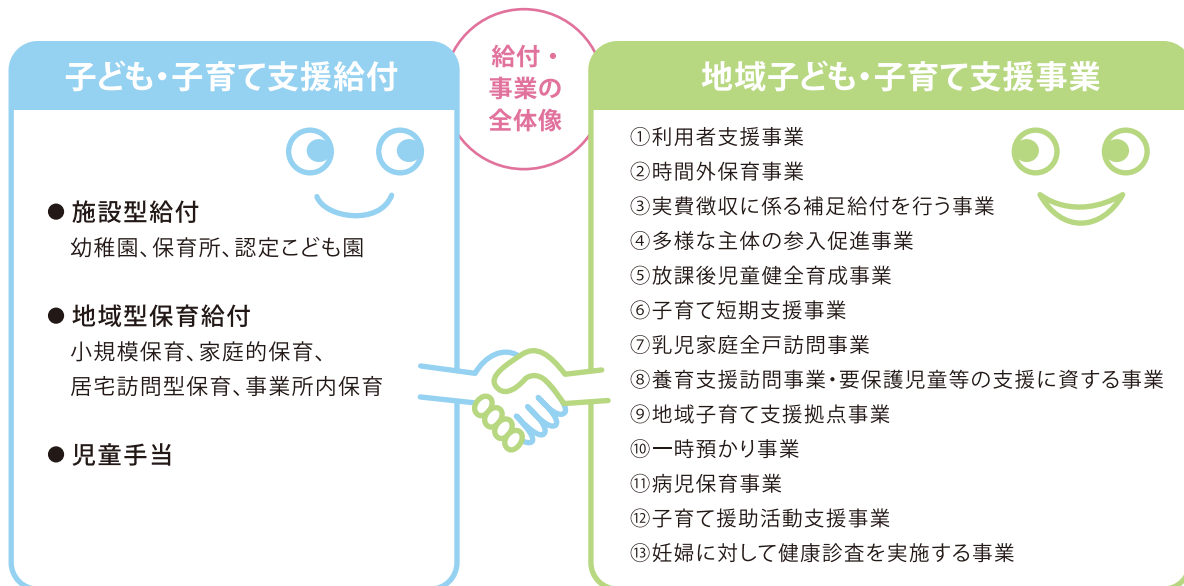 給付・
事業の
全体像
子ども・子育て支援給付
●施設型給付
幼稚園、保育所、認定こども園
●地域型保育給付
小規模保育、家庭的保育、
居宅訪問型保育、事業所内保育
●児童手当
地域子ども・子育て支援事業
①利用者支援事業
②時間外保育事業
③実費徴収に係る補足給付を行う事業
④多様な主体の参入促進事業
⑤放課後児童健全育成事業
⑥子育て短期支援事業
⑦乳児家庭全戸訪問事業
⑧養育支援訪問事業・要保護児童等の支援に資する事業
⑨地域子育て支援拠点事業
⑩一時預かり事業
⑪病児保育事業
⑫子育て援助活動支援事業
⑬妊婦に対して健康診査を実施する事業